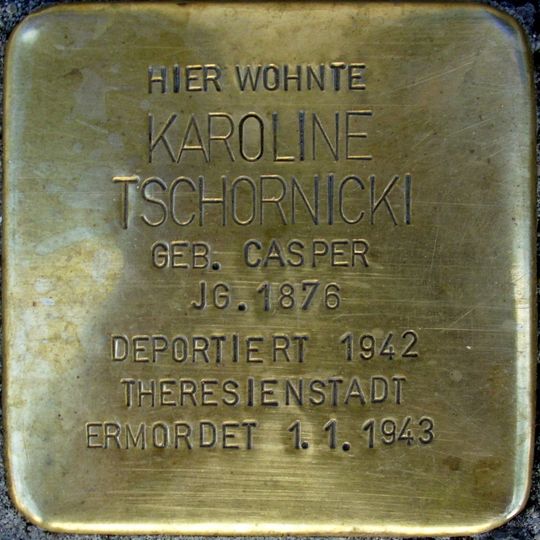 HIER WOHNTE
KAROLINE
TSCHORNICKI
GEB. CASPER
JG. 1876
DEPORTIERT 1942
THERESIENSTADT
ERMORDET 1.1.1943